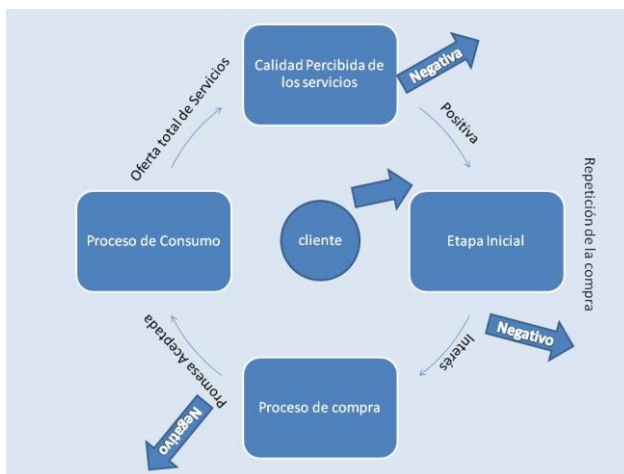 Calidad Percibida de
los servicios
Negativa
Positiva
Oferta total de Servicios
Repetición de la compra
Proceso de Consumo
cliente
Etapa Inicial
Negativo
Interés
Promesa Aceptada
Proceso de compra
Negativo